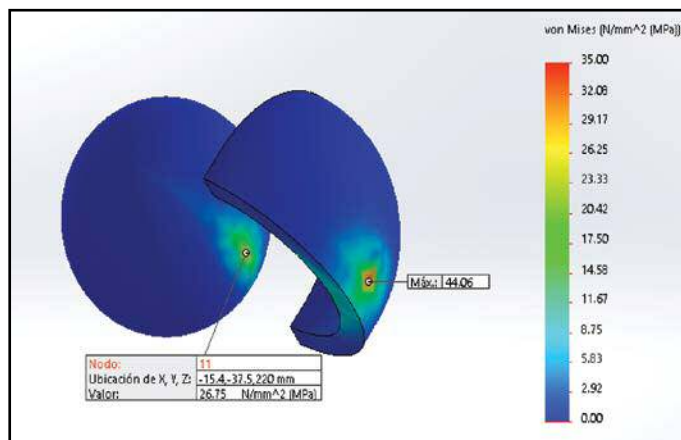 von Mises (N/mm^2 (MPa))
35.00
32.08
29.17
26.25
23.33
20.42
17.50
14.58
11.67
8.75
5.83
2.92
0.00
Máx.: 44.06
Nodo: 11
Ubicación de X, Y, Z: -15.4,-37.5,220 mm
Valor: 26.75 N/mm^2 (MPa)